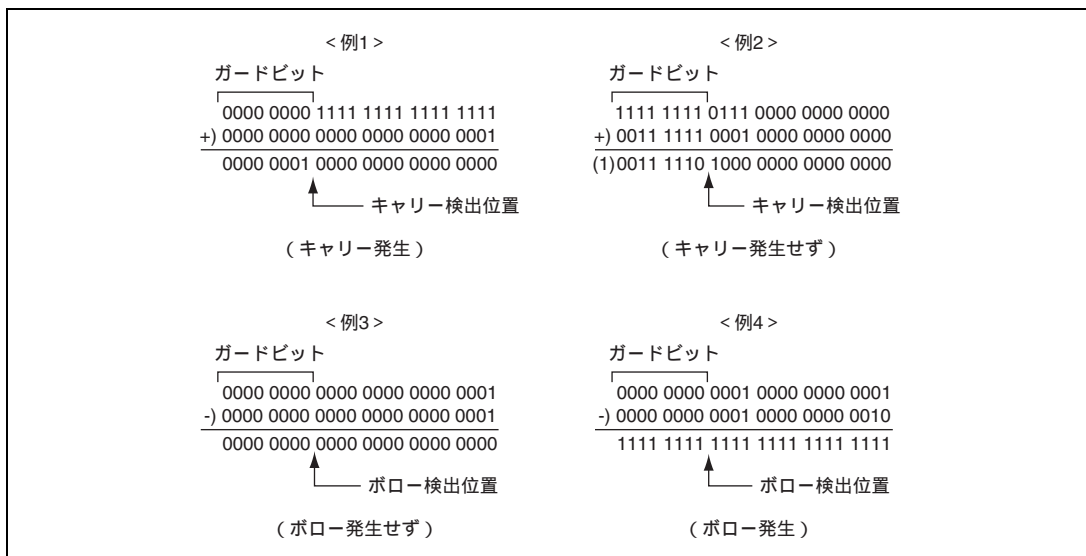 <例1>
ガードビット
0000 0000 1111 1111 1111 1111
+) 0000 0000 0000 0000 0000 0001
0000 0001 0000 0000 0000 0000
キャリー検出位置
(キャリー発生)
<例2>
ガードビット
1111 1111 0111 0000 0000 0000
+) 0011 1111 0001 0000 0000 0000
(1) 0011 1110 1000 0000 0000 0000
キャリー検出位置
(キャリー発生せず)
<例3>
ガードビット
0000 0000 0000 0000 0000 0001
-) 0000 0000 0000 0000 0000 0001
0000 0000 0000 0000 0000 0000
ボロー検出位置
(ボロー発生せず)
<例4>
ガードビット
0000 0000 0001 0000 0000 0001
-) 0000 0000 0001 0000 0000 0010
1111 1111 1111 1111 1111 1111
ボロー検出位置
(ボロー発生)